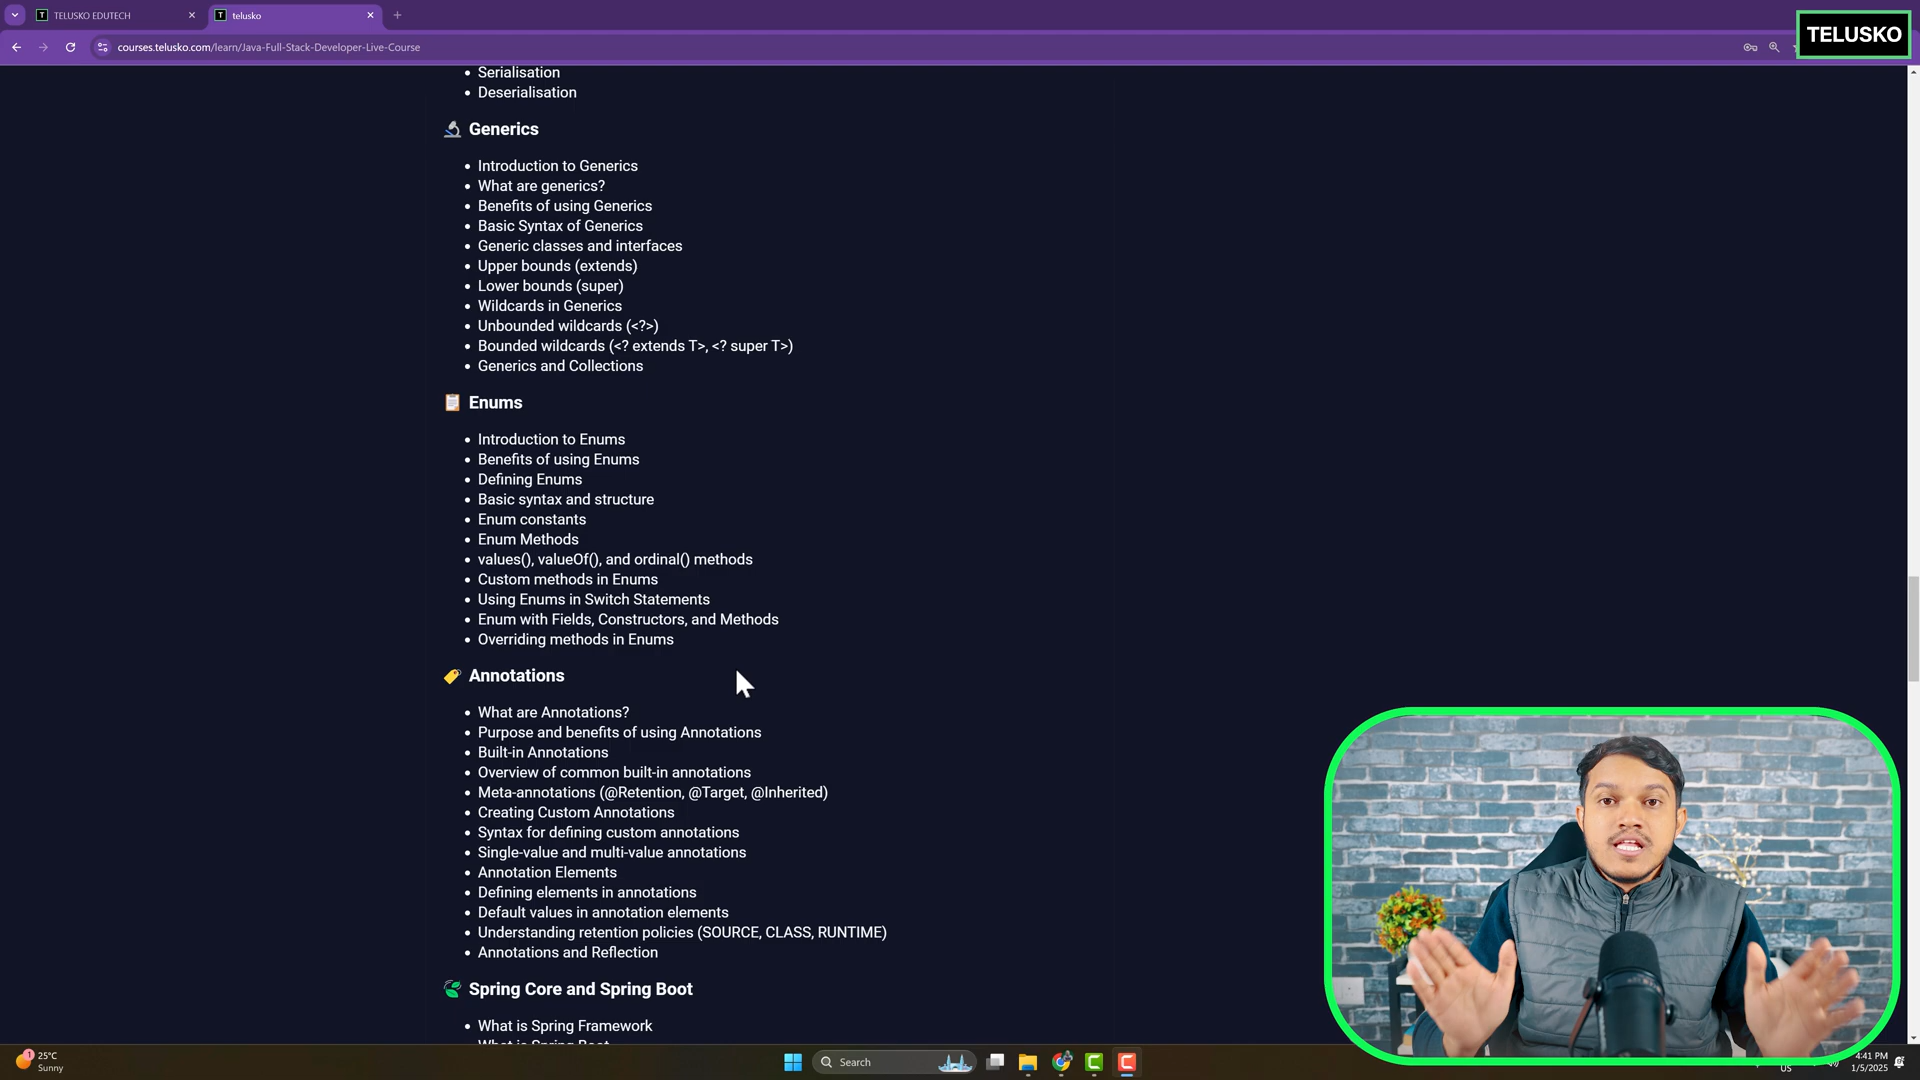 TELUSKO EDUTECH
telusko
courses.telusko.com/learn/Java-Full-Stack-Developer-Live-Course
TELUSKO
Serialisation
Deserialisation
Generics
Introduction to Generics
What are generics?
Benefits of using Generics
Basic Syntax of Generics
Generic classes and interfaces
Upper bounds (extends)
Lower bounds (super)
Wildcards in Generics
Unbounded wildcards (<?>)
Bounded wildcards (<? extends T>, <? super T>)
Generics and Collections
Enums
Introduction to Enums
Benefits of using Enums
Defining Enums
Basic syntax and structure
Enum constants
Enum Methods
values(), valueOf(), and ordinal() methods
Custom methods in Enums
Using Enums in Switch Statements
Enum with Fields, Constructors, and Methods
Overriding methods in Enums
Annotations
What are Annotations?
Purpose and benefits of using Annotations
Built-in Annotations
Overview of common built-in annotations
Meta-annotations (@Retention, @Target, @Inherited)
Creating Custom Annotations
Syntax for defining custom annotations
Single-value and multi-value annotations
Annotation Elements
Defining elements in annotations
Default values in annotation elements
Understanding retention policies (SOURCE, CLASS, RUNTIME)
Annotations and Reflection
Spring Core and Spring Boot
What is Spring Framework
What is Spring Boot
1
25°C
Sunny
Search
US
4:41 PM
1/5/2025